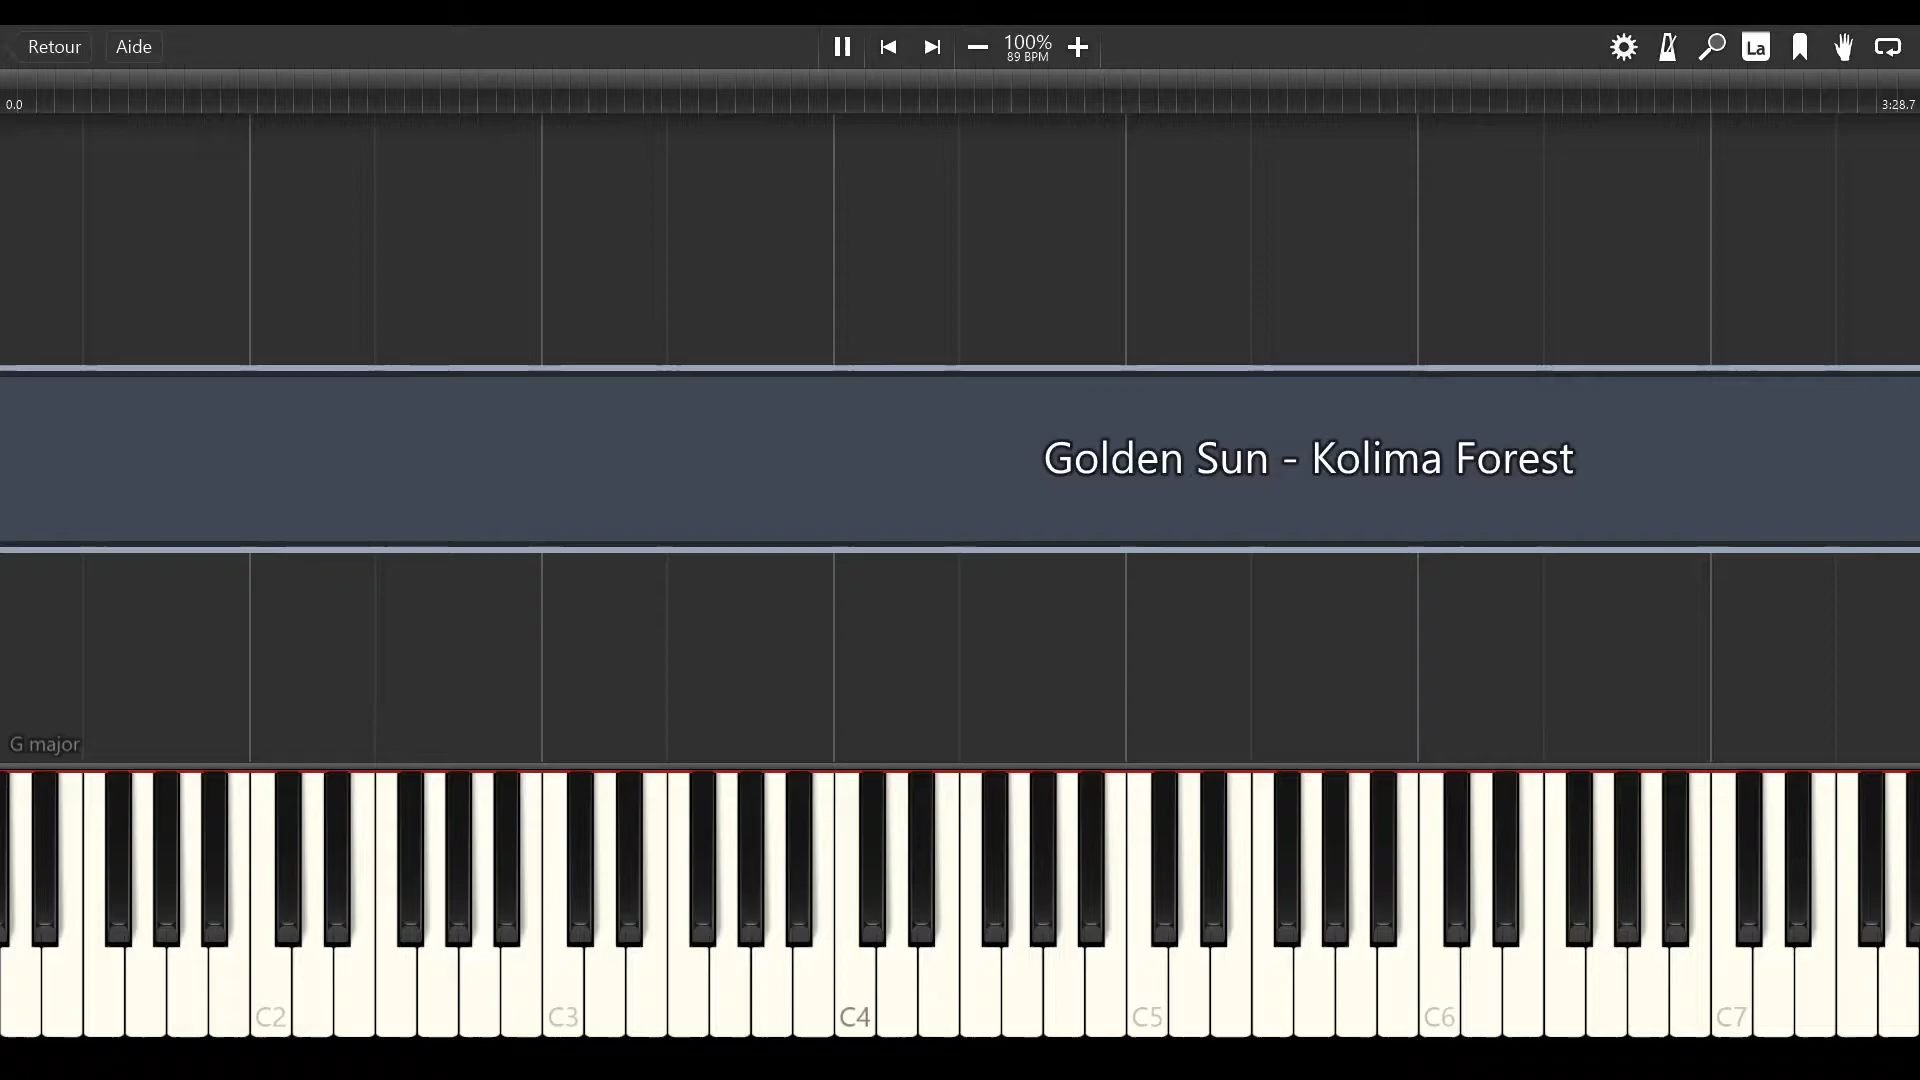 Retour
Aide
100%
89 BPM
La
0.0
3:28.7
Golden Sun - Kolima Forest
G major
C2
C3
C4
C5
C6
C7